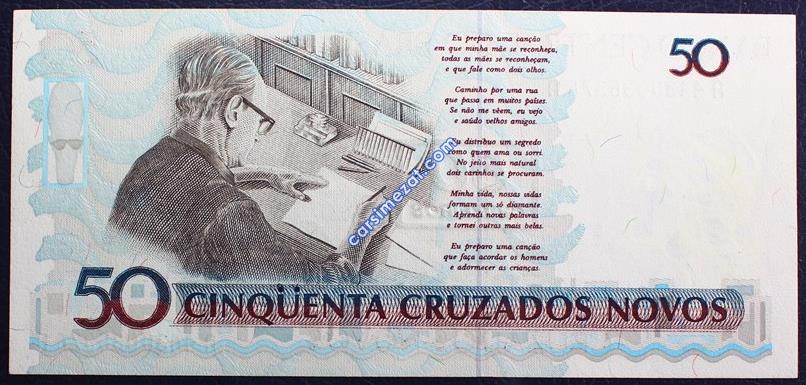 Eu preparo uma canção
em que minha mãe se reconheça,
todas as mães se reconheçam,
e que fale como dois olhos.
Caminho por uma rua
que passa em muitos países.
Se não me vêem, eu vejo
e saúdo velhos amigos.
Eu distribuo um segredo
como quem ama ou sorri.
No jeito mais natural
dois carinhos se procuram.
Minha vida, nossas vidas
formam um só diamante.
Aprendi novas palavras
e tornei outras mais belas.
Eu preparo uma canção
que faça acordar os homens
e adormecer as crianças.
50
carsimezat.com
50 CINQÜENTA CRUZADOS NOVOS